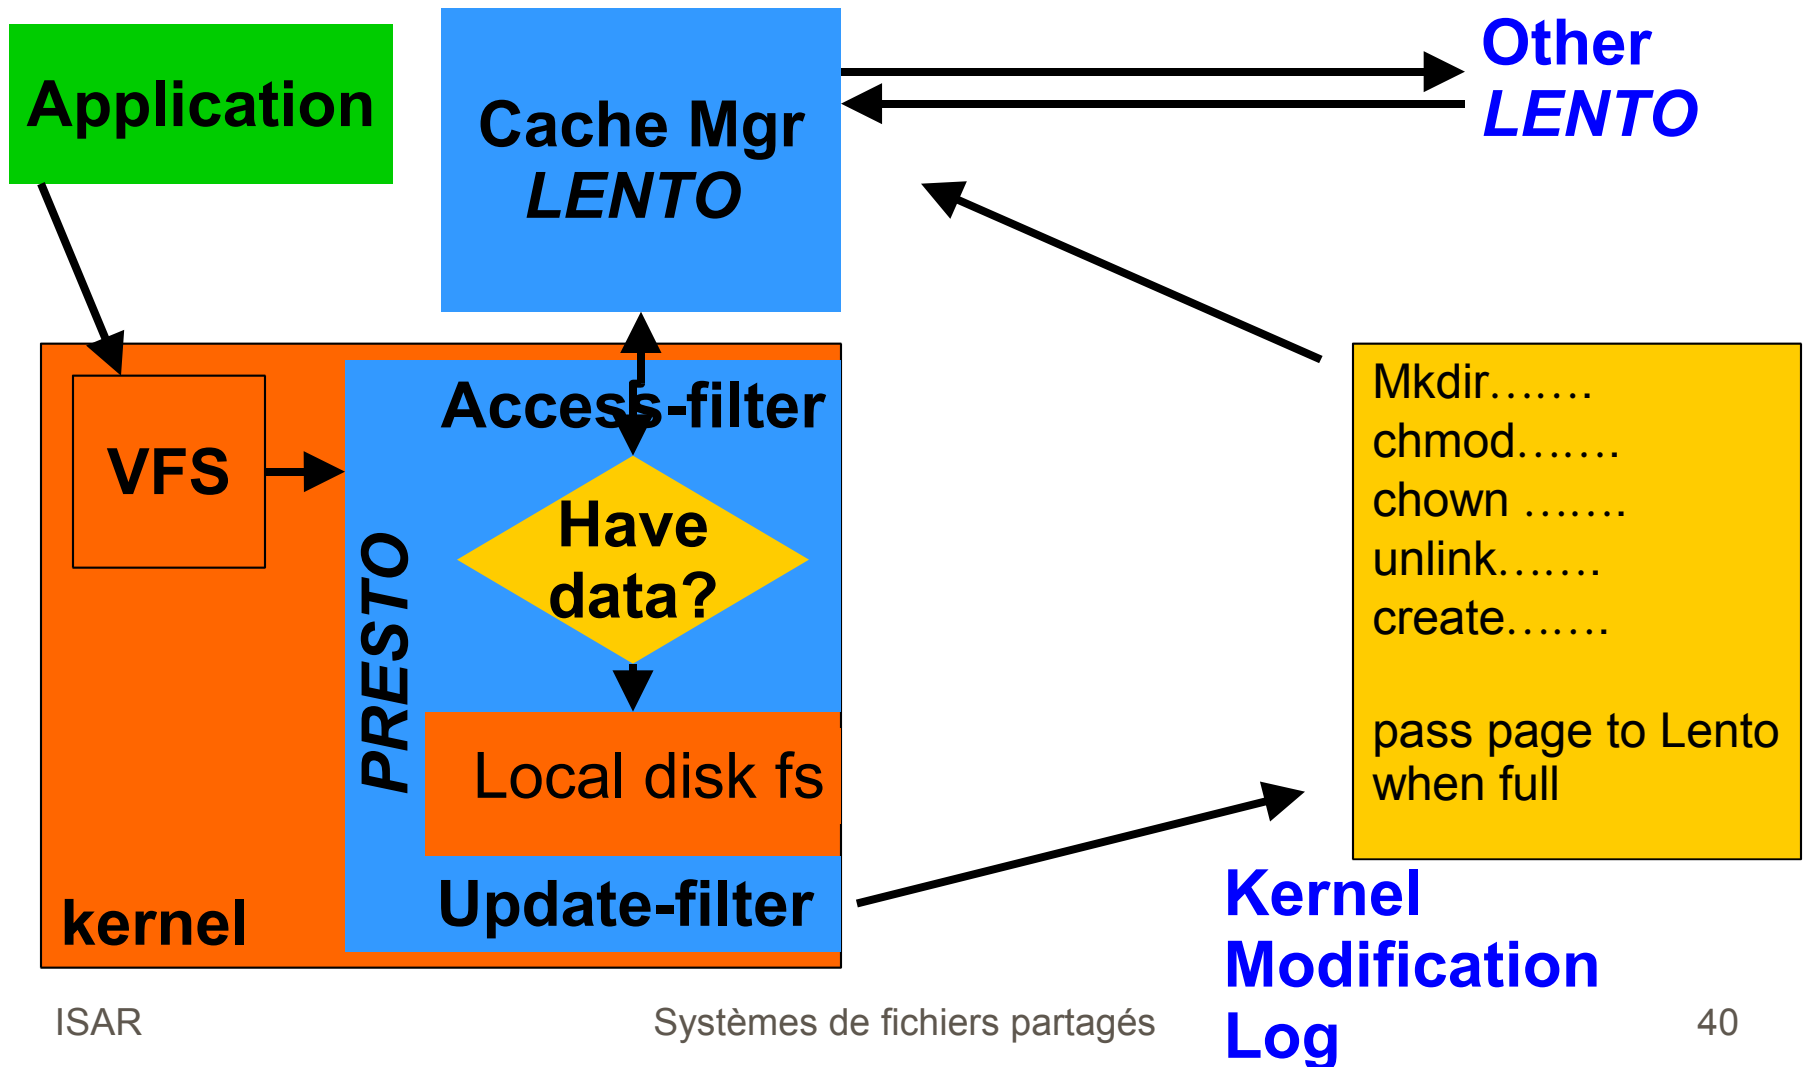 Application
Cache Mgr
LENTO
Other
LENTO
VFS
Access-filter
Have
data?
PRESTO
Local disk fs
Update-filter
kernel
Mkdir.......
chmod.......
chown .......
unlink.......
create.......
pass page to Lento
when full
Kernel
Modification
Log
ISAR
Systèmes de fichiers partagés
40